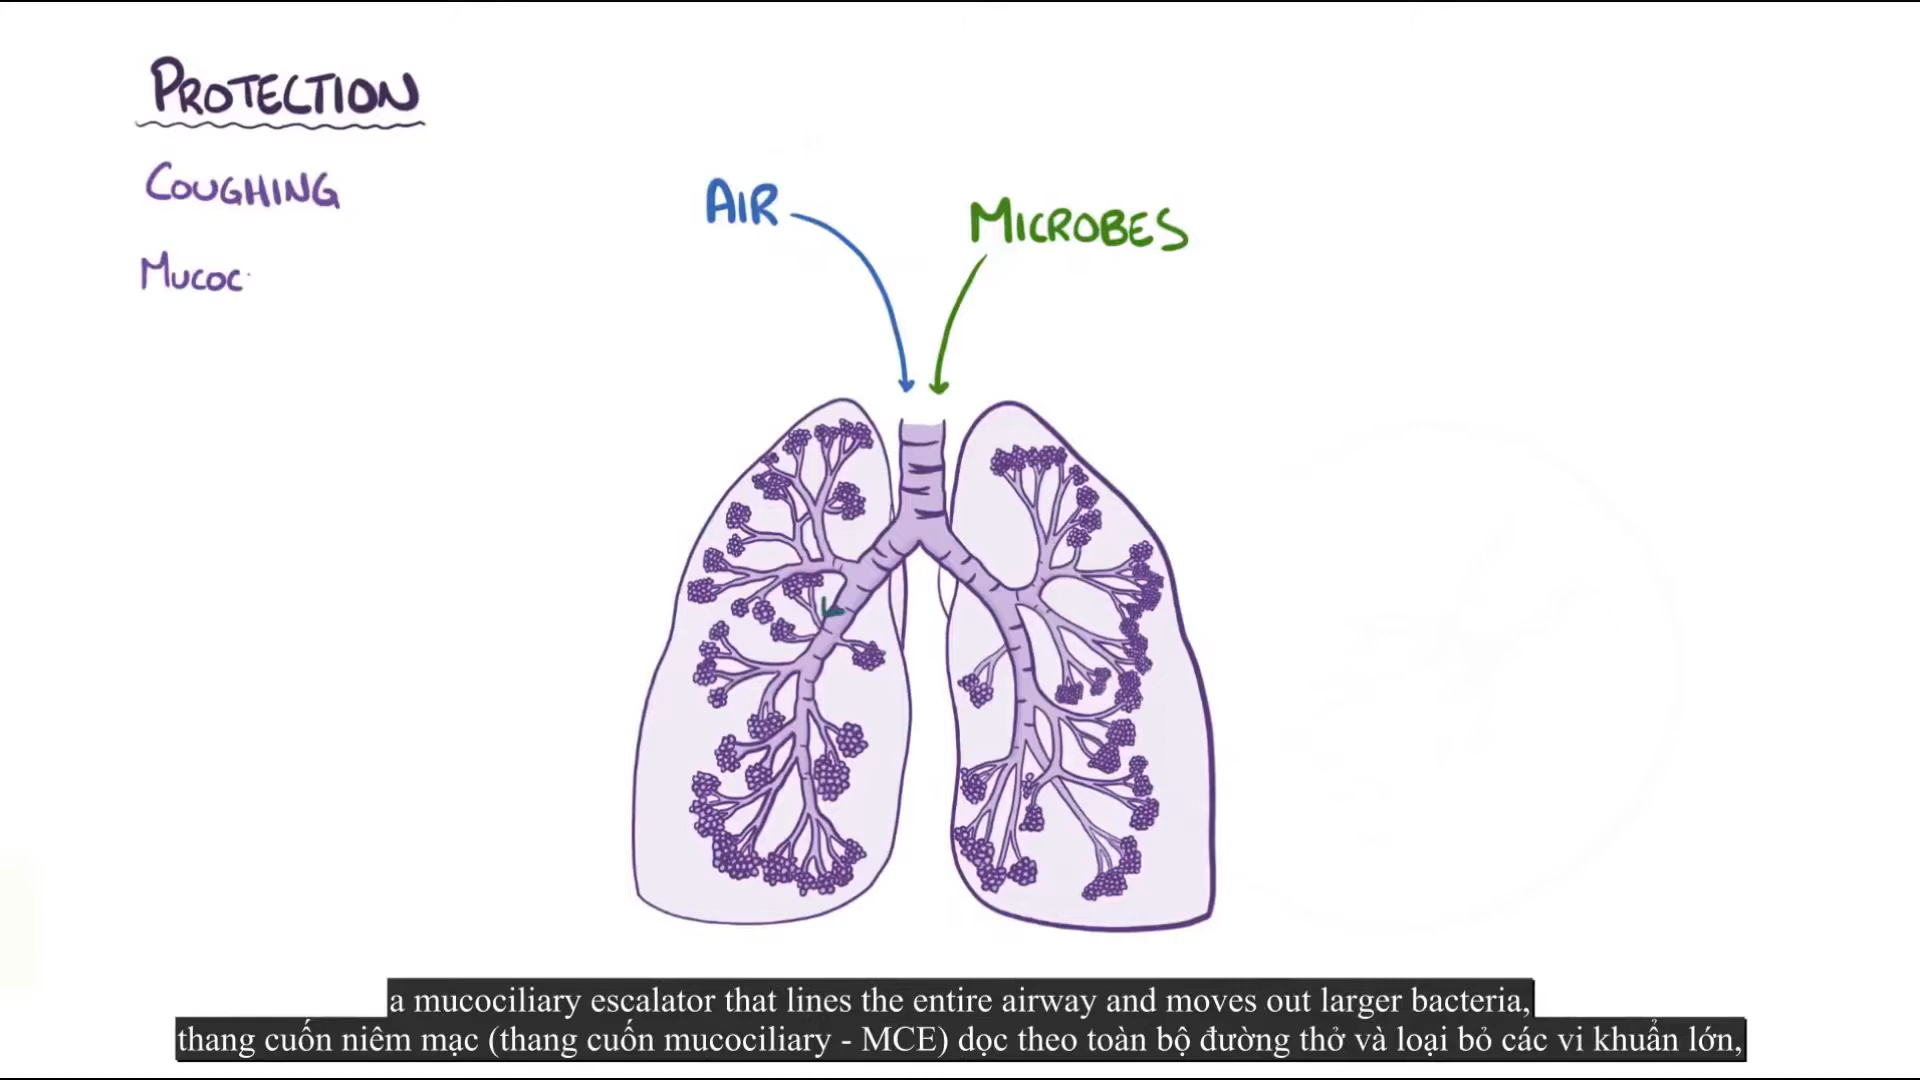 PROTECTION
COUGHING
MUCOC
AIR
MICROBES
a mucociliary escalator that lines the entire airway and moves out larger bacteria,
thang cuốn niêm mạc (thang cuốn mucociliary - MCE) dọc theo toàn bộ đường thở và loại bỏ các vi khuẩn lớn,